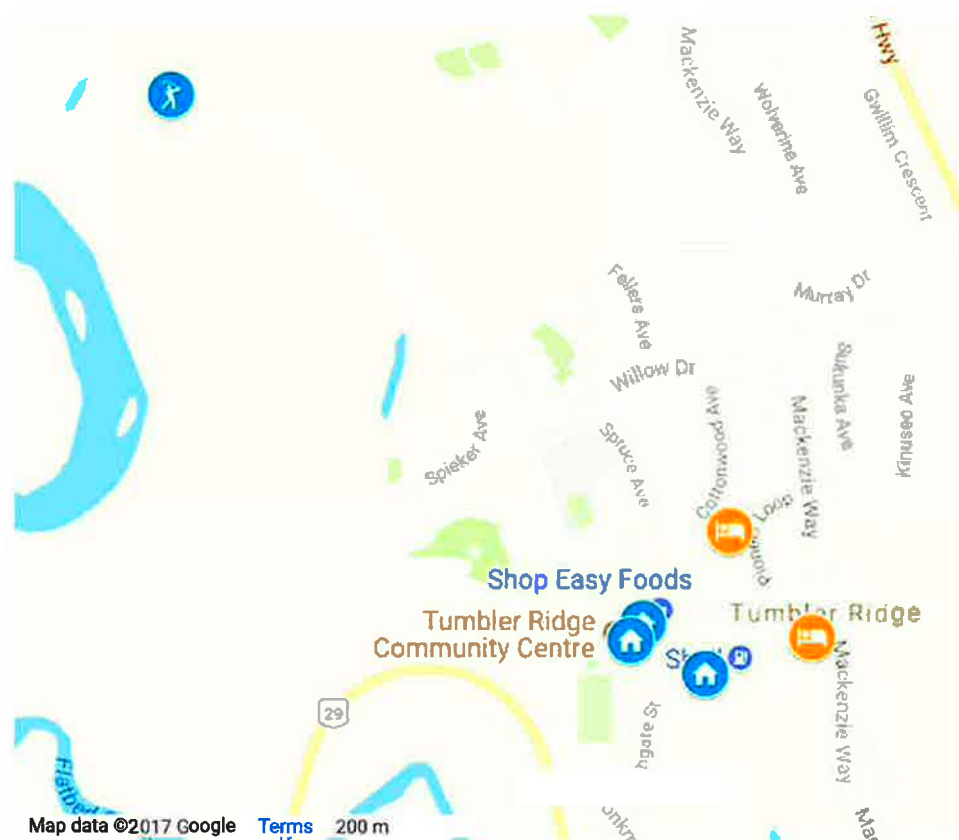 Hwy
Mackenzie Way
Wolverine Ave
Gwillim Crescent
Fellers Ave
Murray Dr
Willow Dr
Sukunka Ave
Kinuseo Ave
Cottonwood Ave
Mackenzie Way
Spieker Ave
Spruce Ave
Loop
Shop Easy Foods
Tumbler Ridge
Community Centre
Tumbler Ridge
Mackenzie Way
29
hgate St
Map data ©2017 Google Terms 200 m